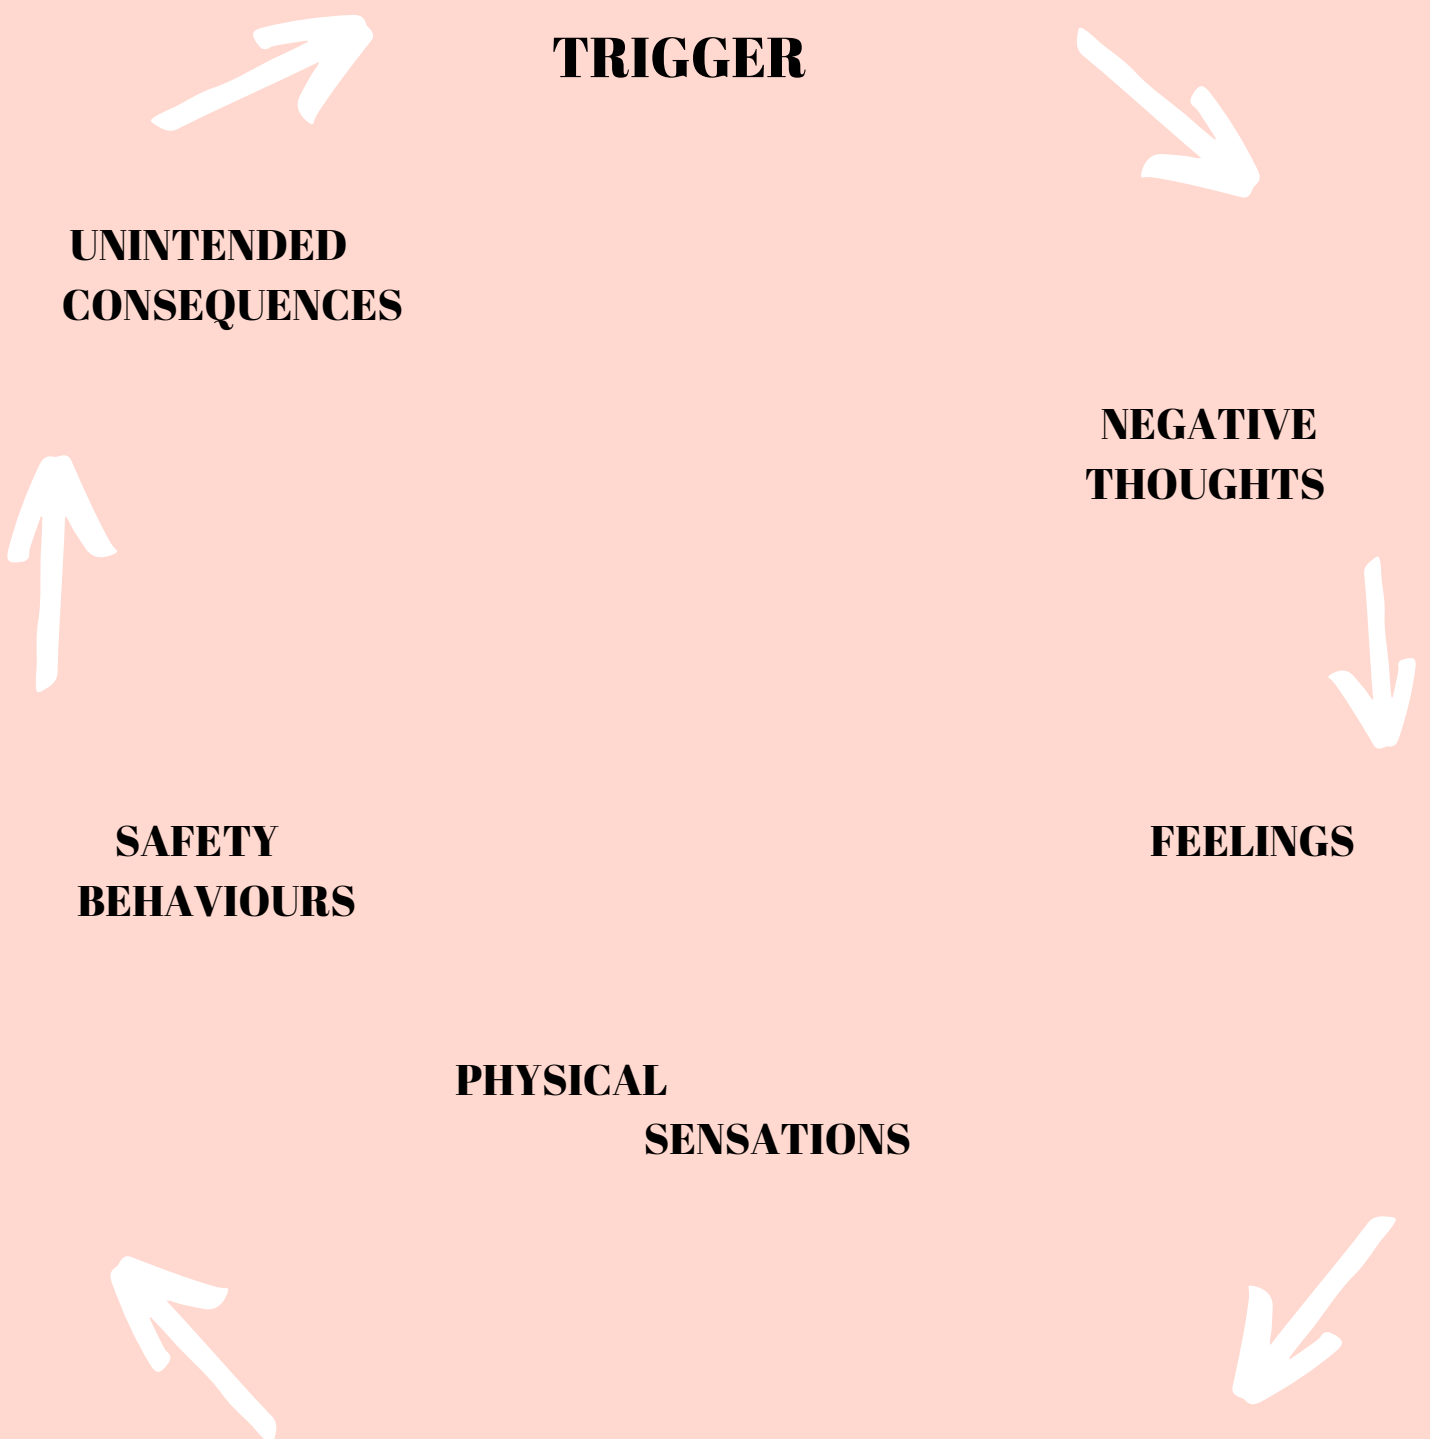 TRIGGER
UNINTENDED
CONSEQUENCES
NEGATIVE
THOUGHTS
SAFETY
BEHAVIOURS
FEELINGS
PHYSICAL
SENSATIONS